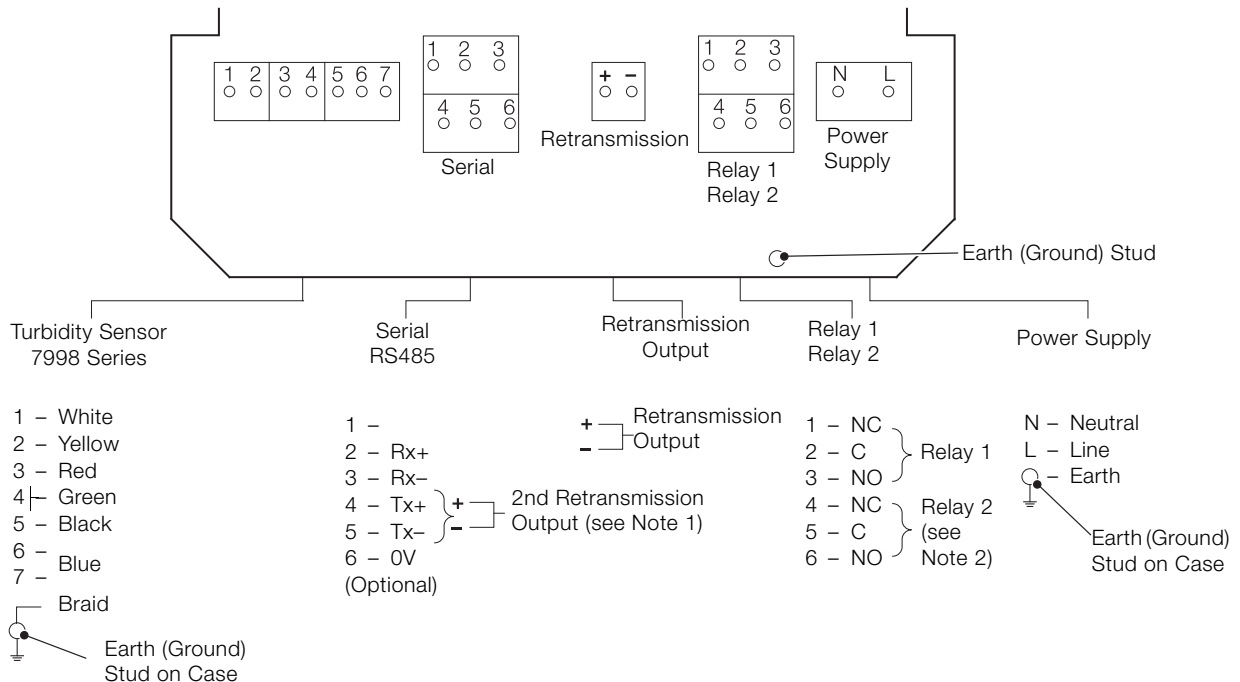 1 2 3 4 5 6 7
1 2 3
4 5 6
Serial
+ –
Retransmission
1 2 3
4 5 6
Relay 1
Relay 2
N L
Power
Supply
Earth (Ground) Stud
Turbidity Sensor
7998 Series
Serial
RS485
Retransmission
Output
Relay 1
Relay 2
Power Supply
1 – White
2 – Yellow
3 – Red
4 – Green
5 – Black
6 –
Blue
7 –
Braid
Earth (Ground)
Stud on Case
1 –
2 – Rx+
3 – Rx–
4 – Tx+
5 – Tx–
6 – 0V
(Optional)
+
–
2nd Retransmission
Output (see Note 1)
+
–
Retransmission
Output
1 – NC
2 – C
3 – NO
Relay 1
4 – NC
5 – C
6 – NO
Relay 2
(see
Note 2)
N – Neutral
L – Line
– Earth
Earth (Ground)
Stud on Case